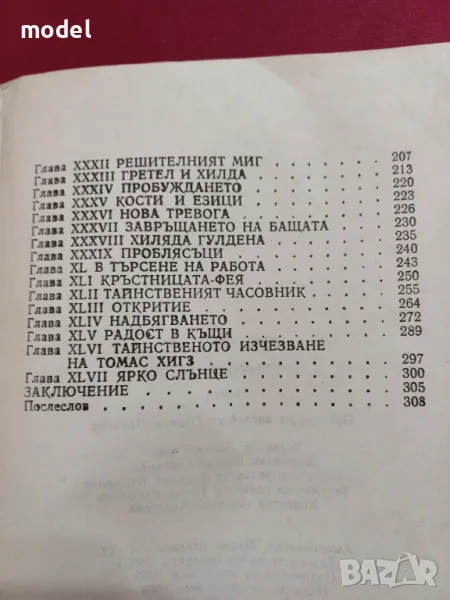 model
Глава XXXII РЕШИТЕЛНИЯТ МИГ . . . . . . . 207
Глава XXXIII ГРЕТЕЛ И ХИЛДА . . . . . . . 213
Глава XXXIV ПРОБУЖДАНЕТО . . . . . . . 220
Глава XXXV КОСТИ И ЕЗИЦИ . . . . . . . 223
Глава XXXVI НОВА ТРЕВОГА . . . . . . . 226
Глава XXXVII ЗАВРЪЩАНЕТО НА БАЩАТА . . . 230
Глава XXXVIII ХИЛЯДА ГУЛДЕНА . . . . . . 235
Глава XXXIX ПРОБЛЯСЪЦИ . . . . . . . 240
Глава XL В ТЪРСЕНЕ НА РАБОТА . . . . . . 243
Глава XLI КРЪСТНИЦАТА-ФЕЯ . . . . . . . 250
Глава XLII ТАЙНСТВЕНИЯТ ЧАСОВНИК . . . . 255
Глава XLIII ОТКРИТИЕ . . . . . . . . 264
Глава XLIV НАДБЯГВАНЕТО . . . . . . . 272
Глава XLV РАДОСТ В КЪЩИ . . . . . . . 289
Глава XLVI ТАЙНСТВЕНОТО ИЗЧЕЗВАНЕ
НА ТОМАС ХИГЗ . . . . . . . 297
Глава XLVII ЯРКО СЛЪНЦЕ . . . . . . . 300
ЗАКЛЮЧЕНИЕ . . . . . . . . . . 305
Послеслов . . . . . . . . . . . 308
bazar.bg